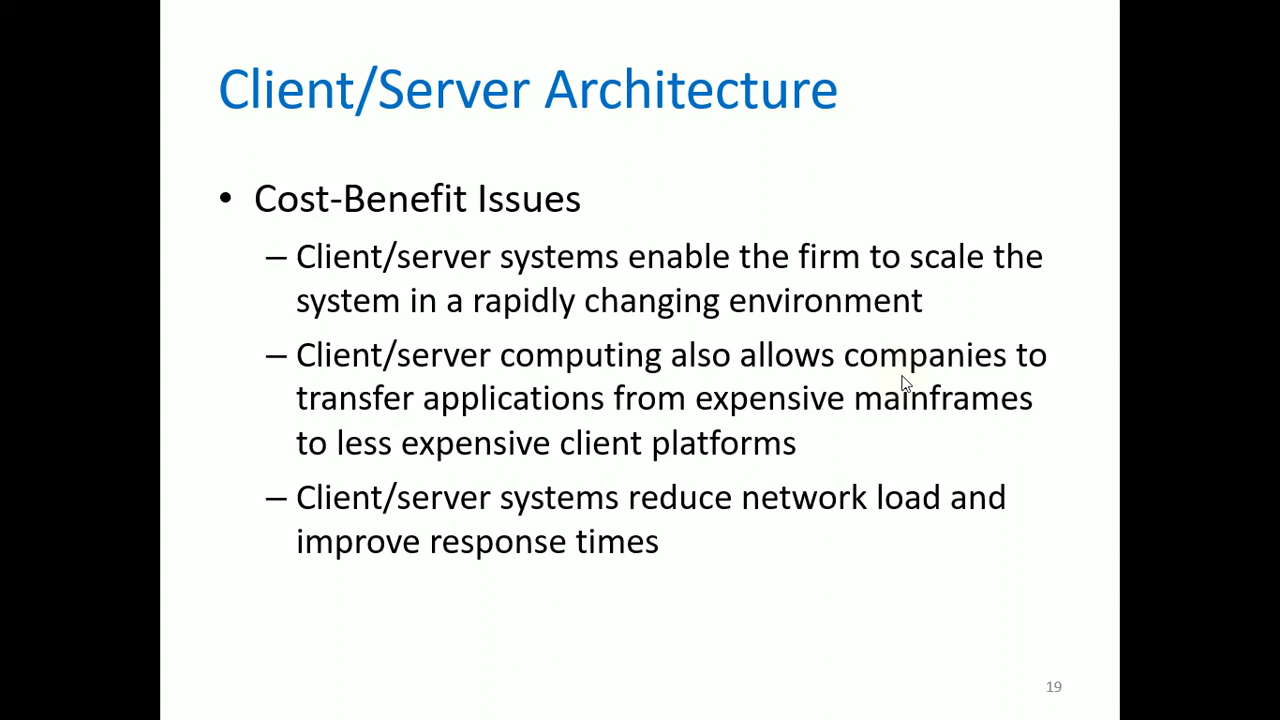 Client/Server Architecture
• Cost-Benefit Issues
– Client/server systems enable the firm to scale the
system in a rapidly changing environment
– Client/server computing also allows companies to
transfer applications from expensive mainframes
to less expensive client platforms
– Client/server systems reduce network load and
improve response times
19